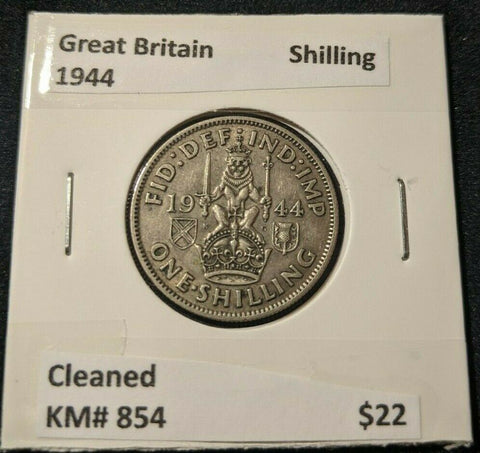 Great Britain Shilling
1944
FID:DEF:IND:IMP
19 44
ONE·SHILLING
Cleaned
KM# 854 $22